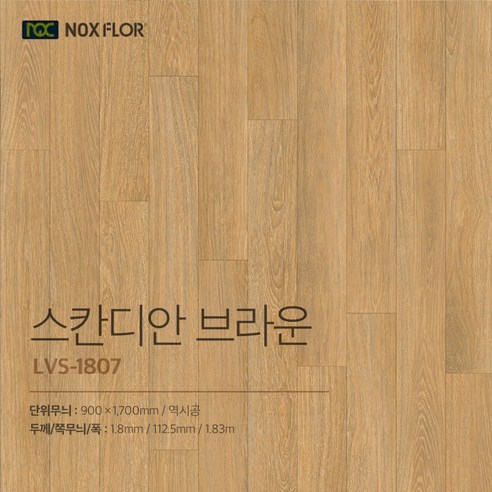 NOX NOX FLOR®
스칸디안 브라운
LVS-1807
단위무늬 : 900×1,700mm / 역시공
두께/쪽무늬/폭 : 1.8mm / 112.5mm / 1.83m